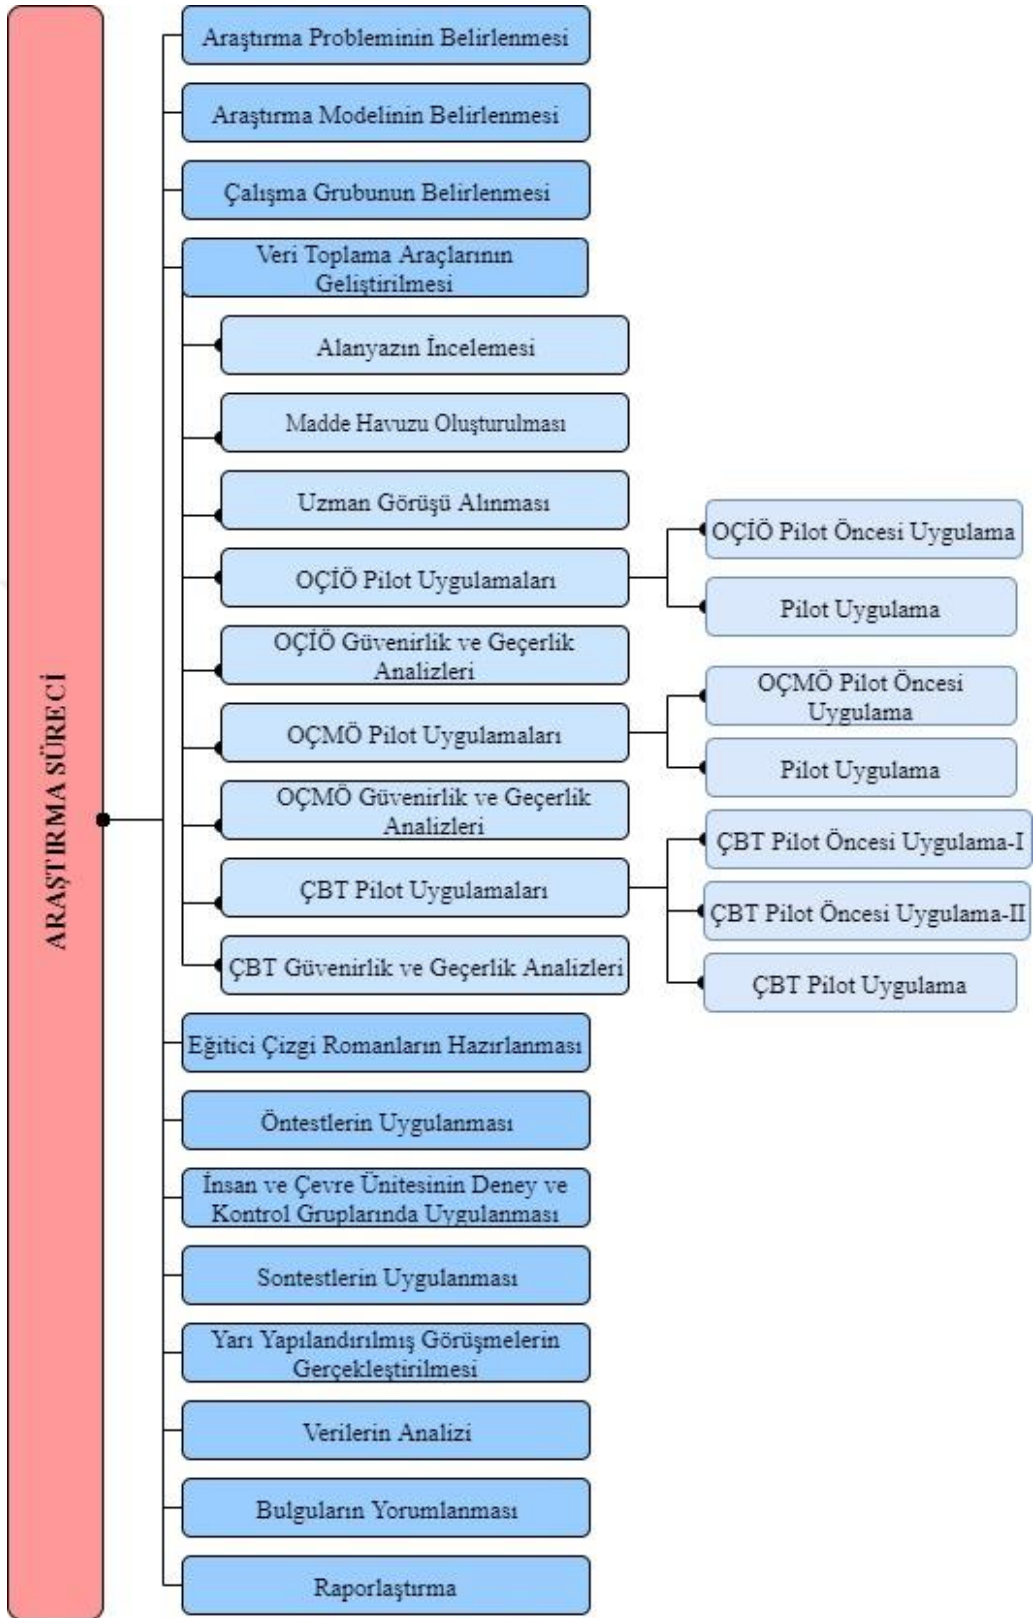 ARAŞTIRMA SÜRECİ
Araştırma Probleminin Belirlenmesi
Araştırma Modelinin Belirlenmesi
Çalışma Grubunun Belirlenmesi
Veri Toplama Araçlarının
Geliştirilmesi
Alanyazın İncelemesi
Madde Havuzu Oluşturulması
Uzman Görüşü Alınması
OÇİÖ Pilot Uygulamaları
OÇİÖ Pilot Öncesi Uygulama
Pilot Uygulama
OÇİÖ Güvenirlik ve Geçerlik
Analizleri
OÇMÖ Pilot Uygulamaları
OÇMÖ Pilot Öncesi
Uygulama
Pilot Uygulama
OÇMÖ Güvenirlik ve Geçerlik
Analizleri
ÇBT Pilot Uygulamaları
ÇBT Pilot Öncesi Uygulama-I
ÇBT Pilot Öncesi Uygulama-II
ÇBT Pilot Uygulama
ÇBT Güvenirlik ve Geçerlik Analizleri
Eğitici Çizgi Romanların Hazırlanması
Öntestlerin Uygulanması
İnsan ve Çevre Ünitesinin Deney ve
Kontrol Gruplarında Uygulanması
Sontestlerin Uygulanması
Yarı Yapılandırılmış Görüşmelerin
Gerçekleştirilmesi
Verilerin Analizi
Bulguların Yorumlanması
Raporlaştırma